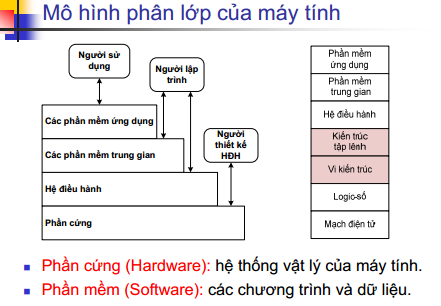 Mô hình phân lớp của máy tính
Người sử
dụng
Người lập
trình
Các phần mềm ứng dụng
Các phần mềm trung gian
Người
thiết kế
HĐH
Hệ điều hành
Phần cứng
Phần mềm
ứng dụng
Phần mềm
trung gian
Hệ điều hành
Kiến trúc
tập lênh
Vi kiến trúc
Logic-số
Mạch điện tử
Phần cứng (Hardware): hệ thống vật lý của máy tính.
Phần mềm (Software): các chương trình và dữ liệu.